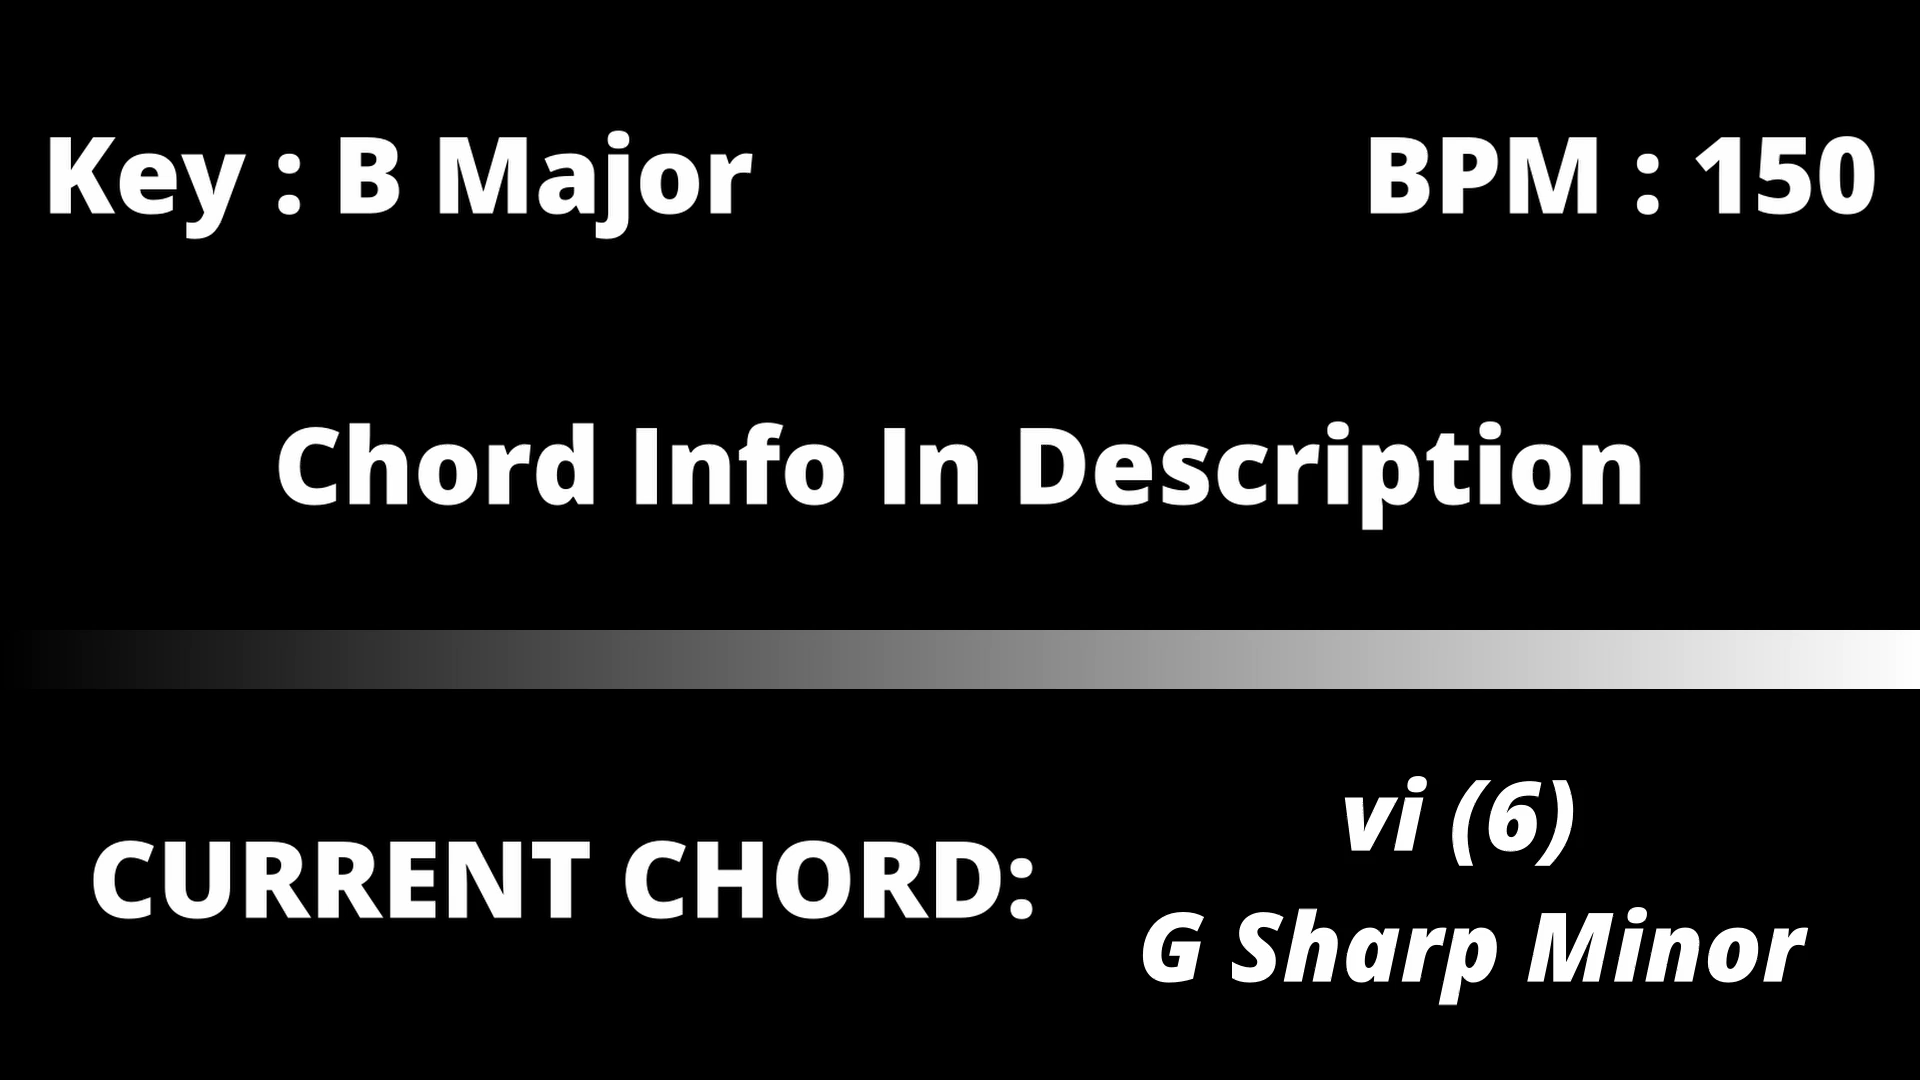 Key : B Major
BPM : 150
Chord Info In Description
CURRENT CHORD:
vi (6)
G Sharp Minor